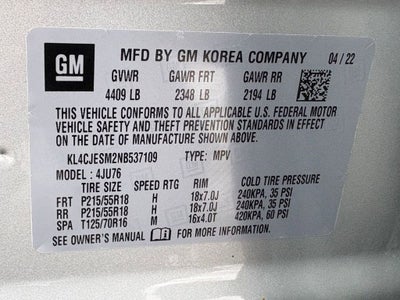 GM
MFD BY GM KOREA COMPANY 04 / 22
GVWR GAWR FRT GAWR RR
4409 LB 2348 LB 2194 LB
THIS VEHICLE CONFORMS TO ALL APPLICABLE U.S. FEDERAL MOTOR
VEHICLE SAFETY AND THEFT PREVENTION STANDARDS IN EFFECT
ON THE DATE OF MANUFACTURE SHOWN ABOVE.
KL4CJESM2NB537109 TYPE: MPV
MODEL : 4JU76
TIRE SIZE SPEED RTG RIM COLD TIRE PRESSURE
FRT P215/55R18 H 18x7.0J 240KPA, 35 PSI
RR P215/55R18 H 18x7.0J 240KPA, 35 PSI
SPA T125/70R16 M 16x4.0T 420KPA, 60 PSI
SEE OWNER'S MANUAL FOR MORE INFORMATION.